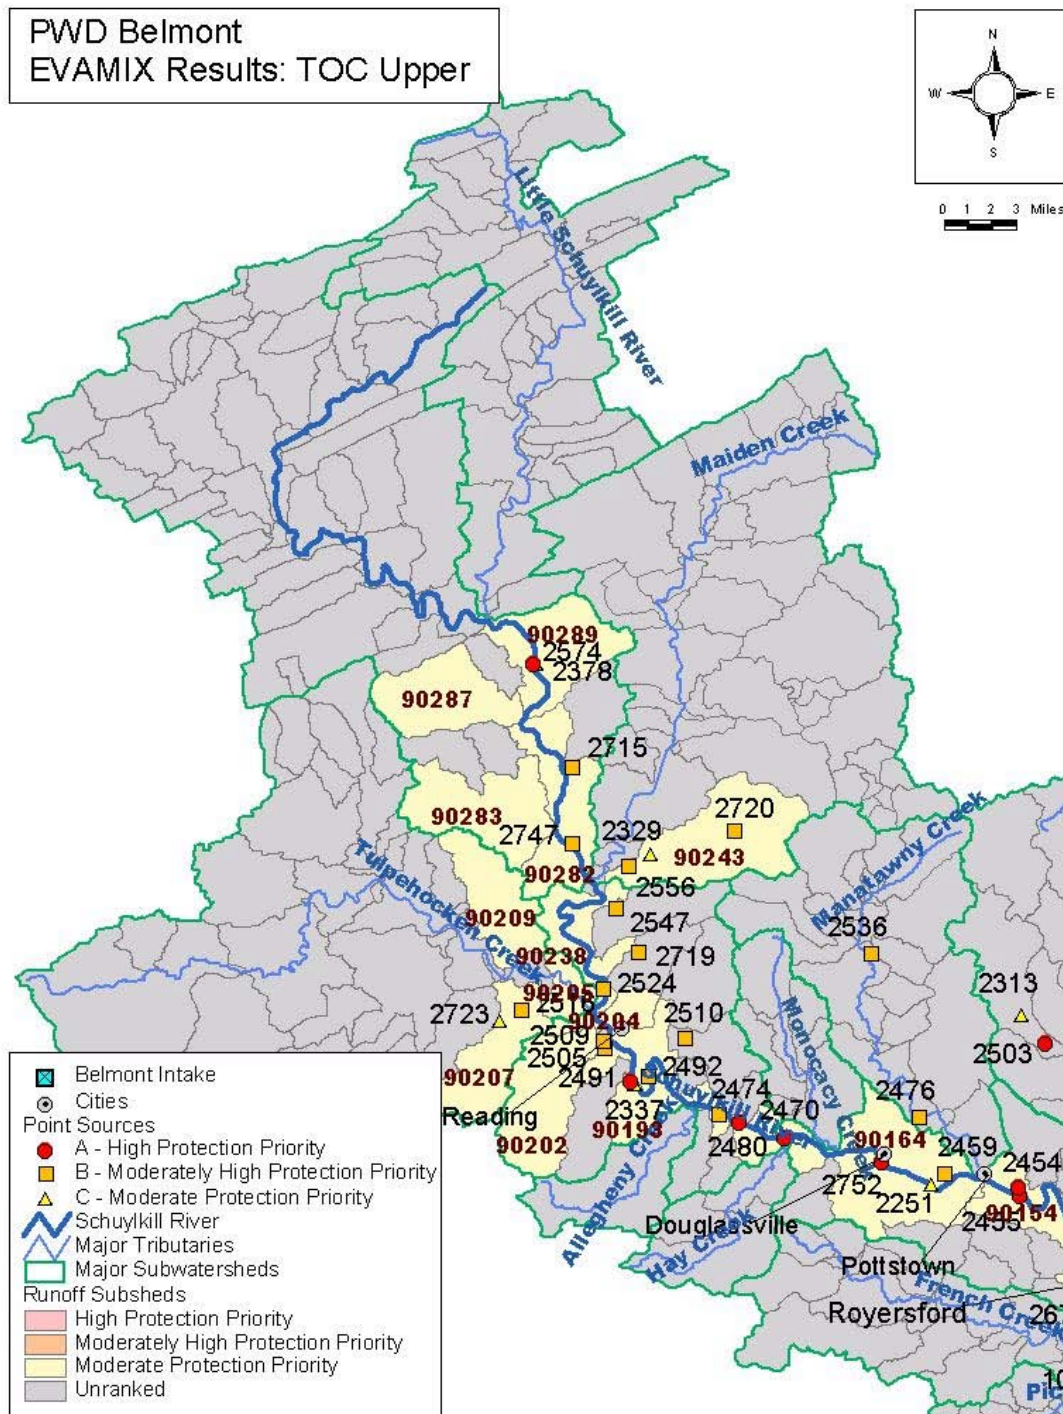 PWD Belmont
EVAMIX Results: TOC Upper
N
W E
S
0 1 2 3 Miles
Little Schuylkill River
Maiden Creek
90289
2574
2378
90287
2715
90283
2747
2329
2720
90243
90282
2556
Tulpehocken Creek
Manatawny Creek
90209
2547
2536
90238
2719
90205
2524
2516
2313
2723
90204
2510
Monocacy Creek
2509
2503
2505
2492
2491
90207
2474
2476
Reading
2337
Schuylkill River
2470
90202
90193
2480
90164
2459
2454
2752
2251
2455
90154
Allegheny Creek
Douglassville
Hay Creek
Pottstown
Royersford
French Creek
26
10
Pic
Belmont Intake
Cities
Point Sources
A - High Protection Priority
B - Moderately High Protection Priority
C - Moderate Protection Priority
Schuylkill River
Major Tributaries
Major Subwatersheds
Runoff Subsheds
High Protection Priority
Moderately High Protection Priority
Moderate Protection Priority
Unranked